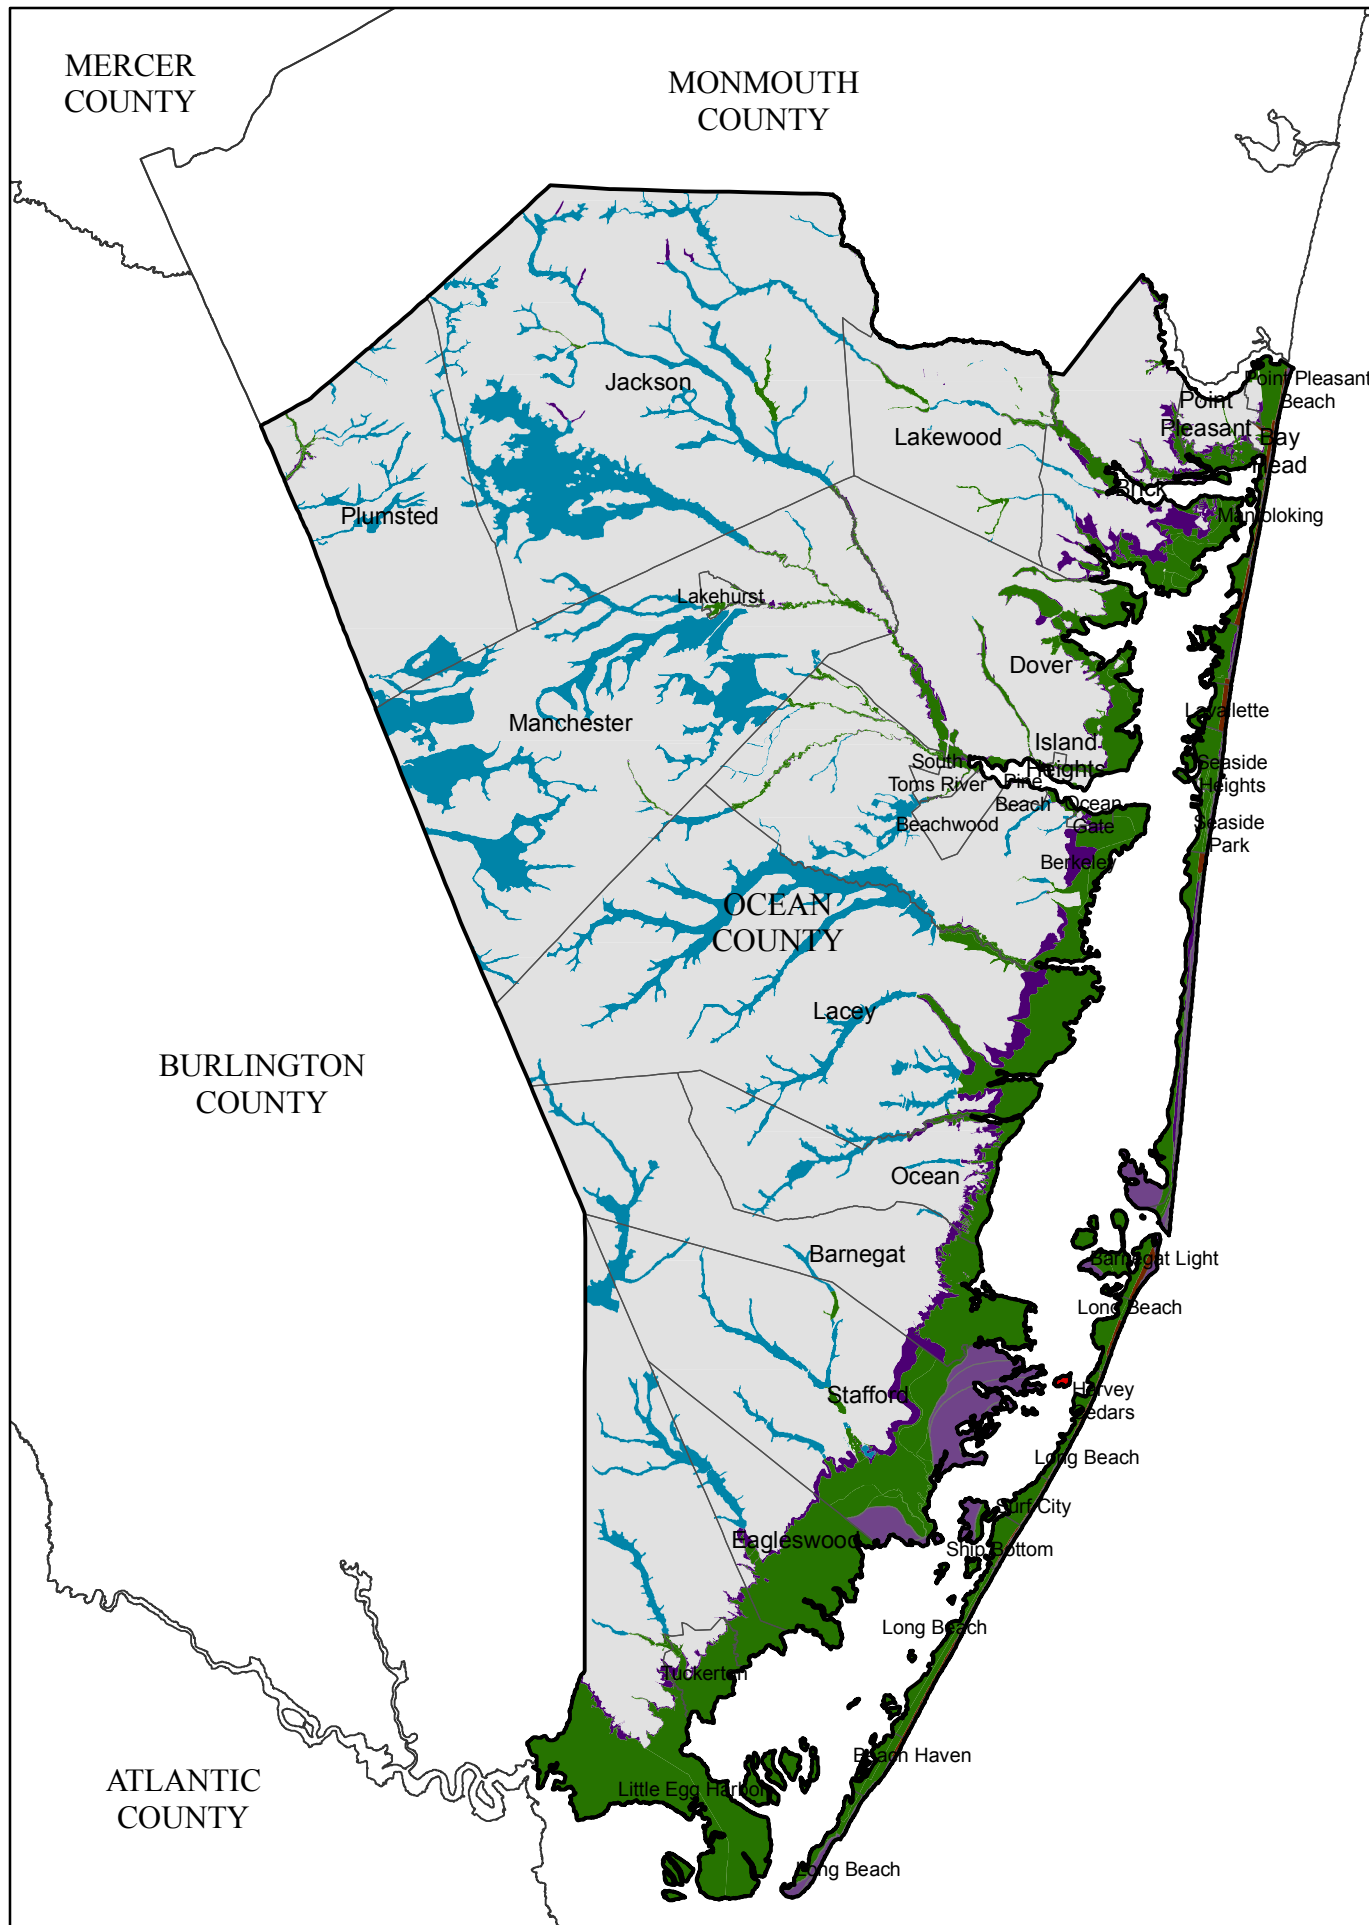 MERCER
COUNTY
MONMOUTH
COUNTY
Jackson
Point Pleasant
Beach
Point
Pleasant
Lakewood
Bay
Head
Brick
Plumsted
Mantoloking
Lakehurst
Dover
Manchester
Lavallette
Island
Heights
South
Toms River
Seaside
Heights
Pine
Beach
Ocean
Gate
Beachwood
Seaside
Park
Berkeley
OCEAN
COUNTY
Lacey
BURLINGTON
COUNTY
Ocean
Barnegat
Barnegat Light
Long Beach
Stafford
Harvey
Cedars
Long Beach
Surf City
Eagleswood
Ship Bottom
Long Beach
Tuckerton
Beach Haven
ATLANTIC
COUNTY
Little Egg Harbor
Long Beach